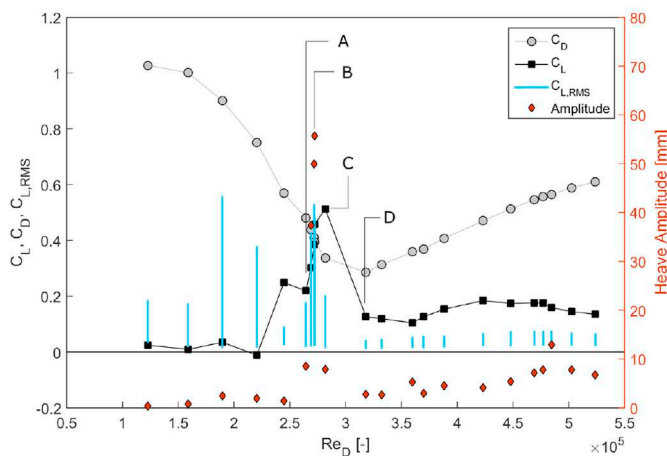 1.2
1
0.8
0.6
0.4
0.2
0
-0.2
C_L, C_D, C_L,RMS
A
B
C
D
C_D
C_L
C_L,RMS
Amplitude
80
70
60
50
40
30
20
10
0
Heave Amplitude [mm]
0.5 1 1.5 2 2.5 3 3.5 4 4.5 5 5.5
Re_D [-]
×10^5